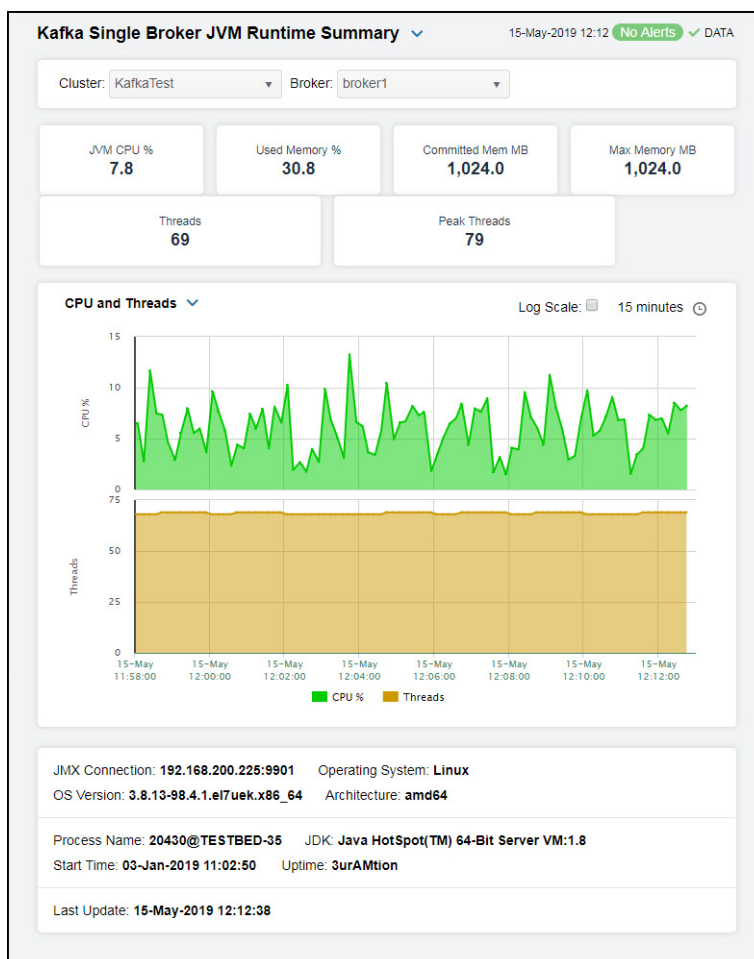 Kafka Single Broker JVM Runtime Summary 15-May-2019 12:12 No Alerts DATA
Cluster: KafkaTest Broker: broker1
JVM CPU % Used Memory % Committed Mem MB Max Memory MB
7.8 30.8 1,024.0 1,024.0
Threads Peak Threads
69 79
CPU and Threads Log Scale: 15 minutes
15
10
CPU %
5
0
75
50
Threads
25
0
15-May 15-May 15-May 15-May 15-May 15-May 15-May 15-May
11:58:00 12:00:00 12:02:00 12:04:00 12:06:00 12:08:00 12:10:00 12:12:00
CPU % Threads
JMX Connection: 192.168.200.225:9901 Operating System: Linux
OS Version: 3.8.13-98.4.1.el7uek.x86_64 Architecture: amd64
Process Name: 20430@TESTBED-35 JDK: Java HotSpot(TM) 64-Bit Server VM:1.8
Start Time: 03-Jan-2019 11:02:50 Uptime: 3urAMtion
Last Update: 15-May-2019 12:12:38